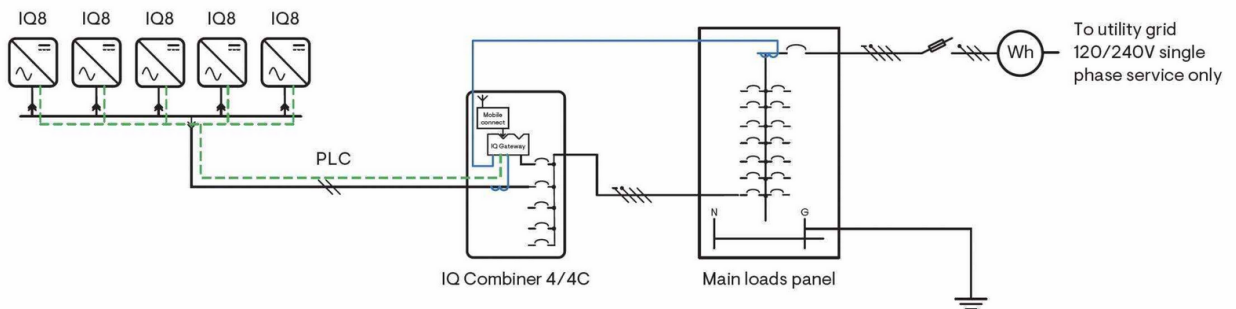 IQ8 IQ8 IQ8 IQ8 IQ8
To utility grid
120/240V single
phase service only
Wh
Mobile
connect
IQ Gateway
PLC
N G
IQ Combiner 4/4C
Main loads panel